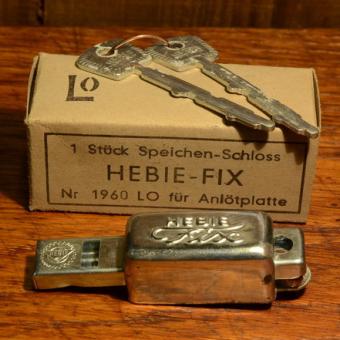 LO
1 Stück Speichen-Schloss
HEBIE-FIX
Nr 1960 LO für Anlötplatte
HEBIE
Fix